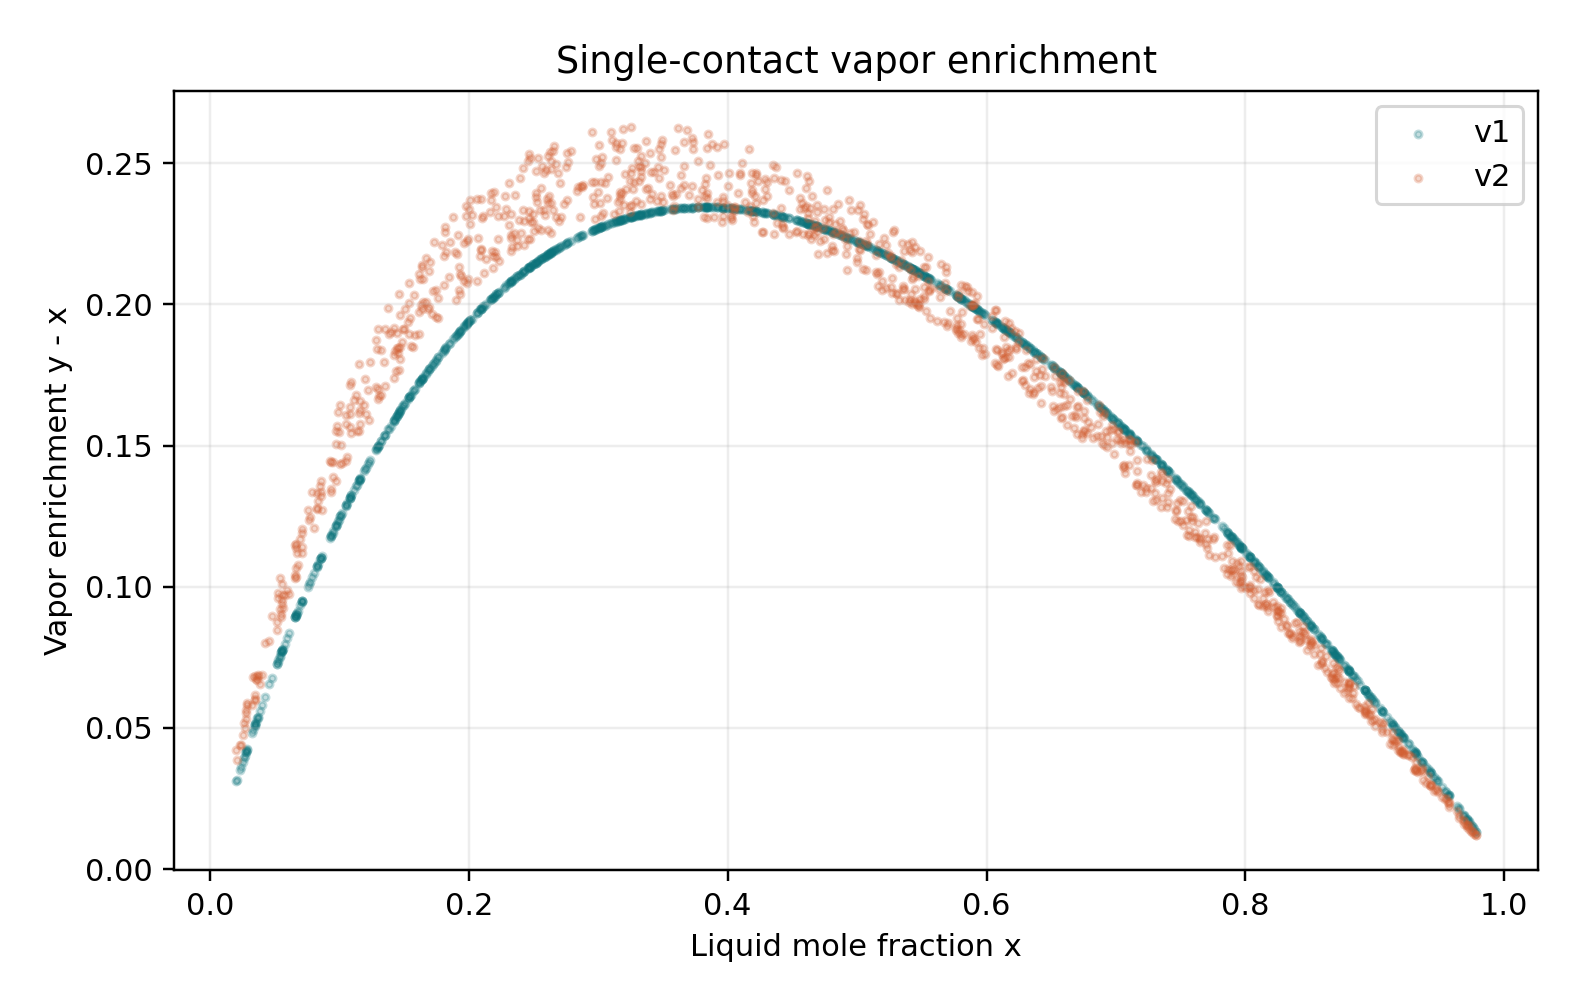 Single-contact vapor enrichment
v1
v2
Vapor enrichment y - x
0.25
0.20
0.15
0.10
0.05
0.00
0.0 0.2 0.4 0.6 0.8 1.0
Liquid mole fraction x